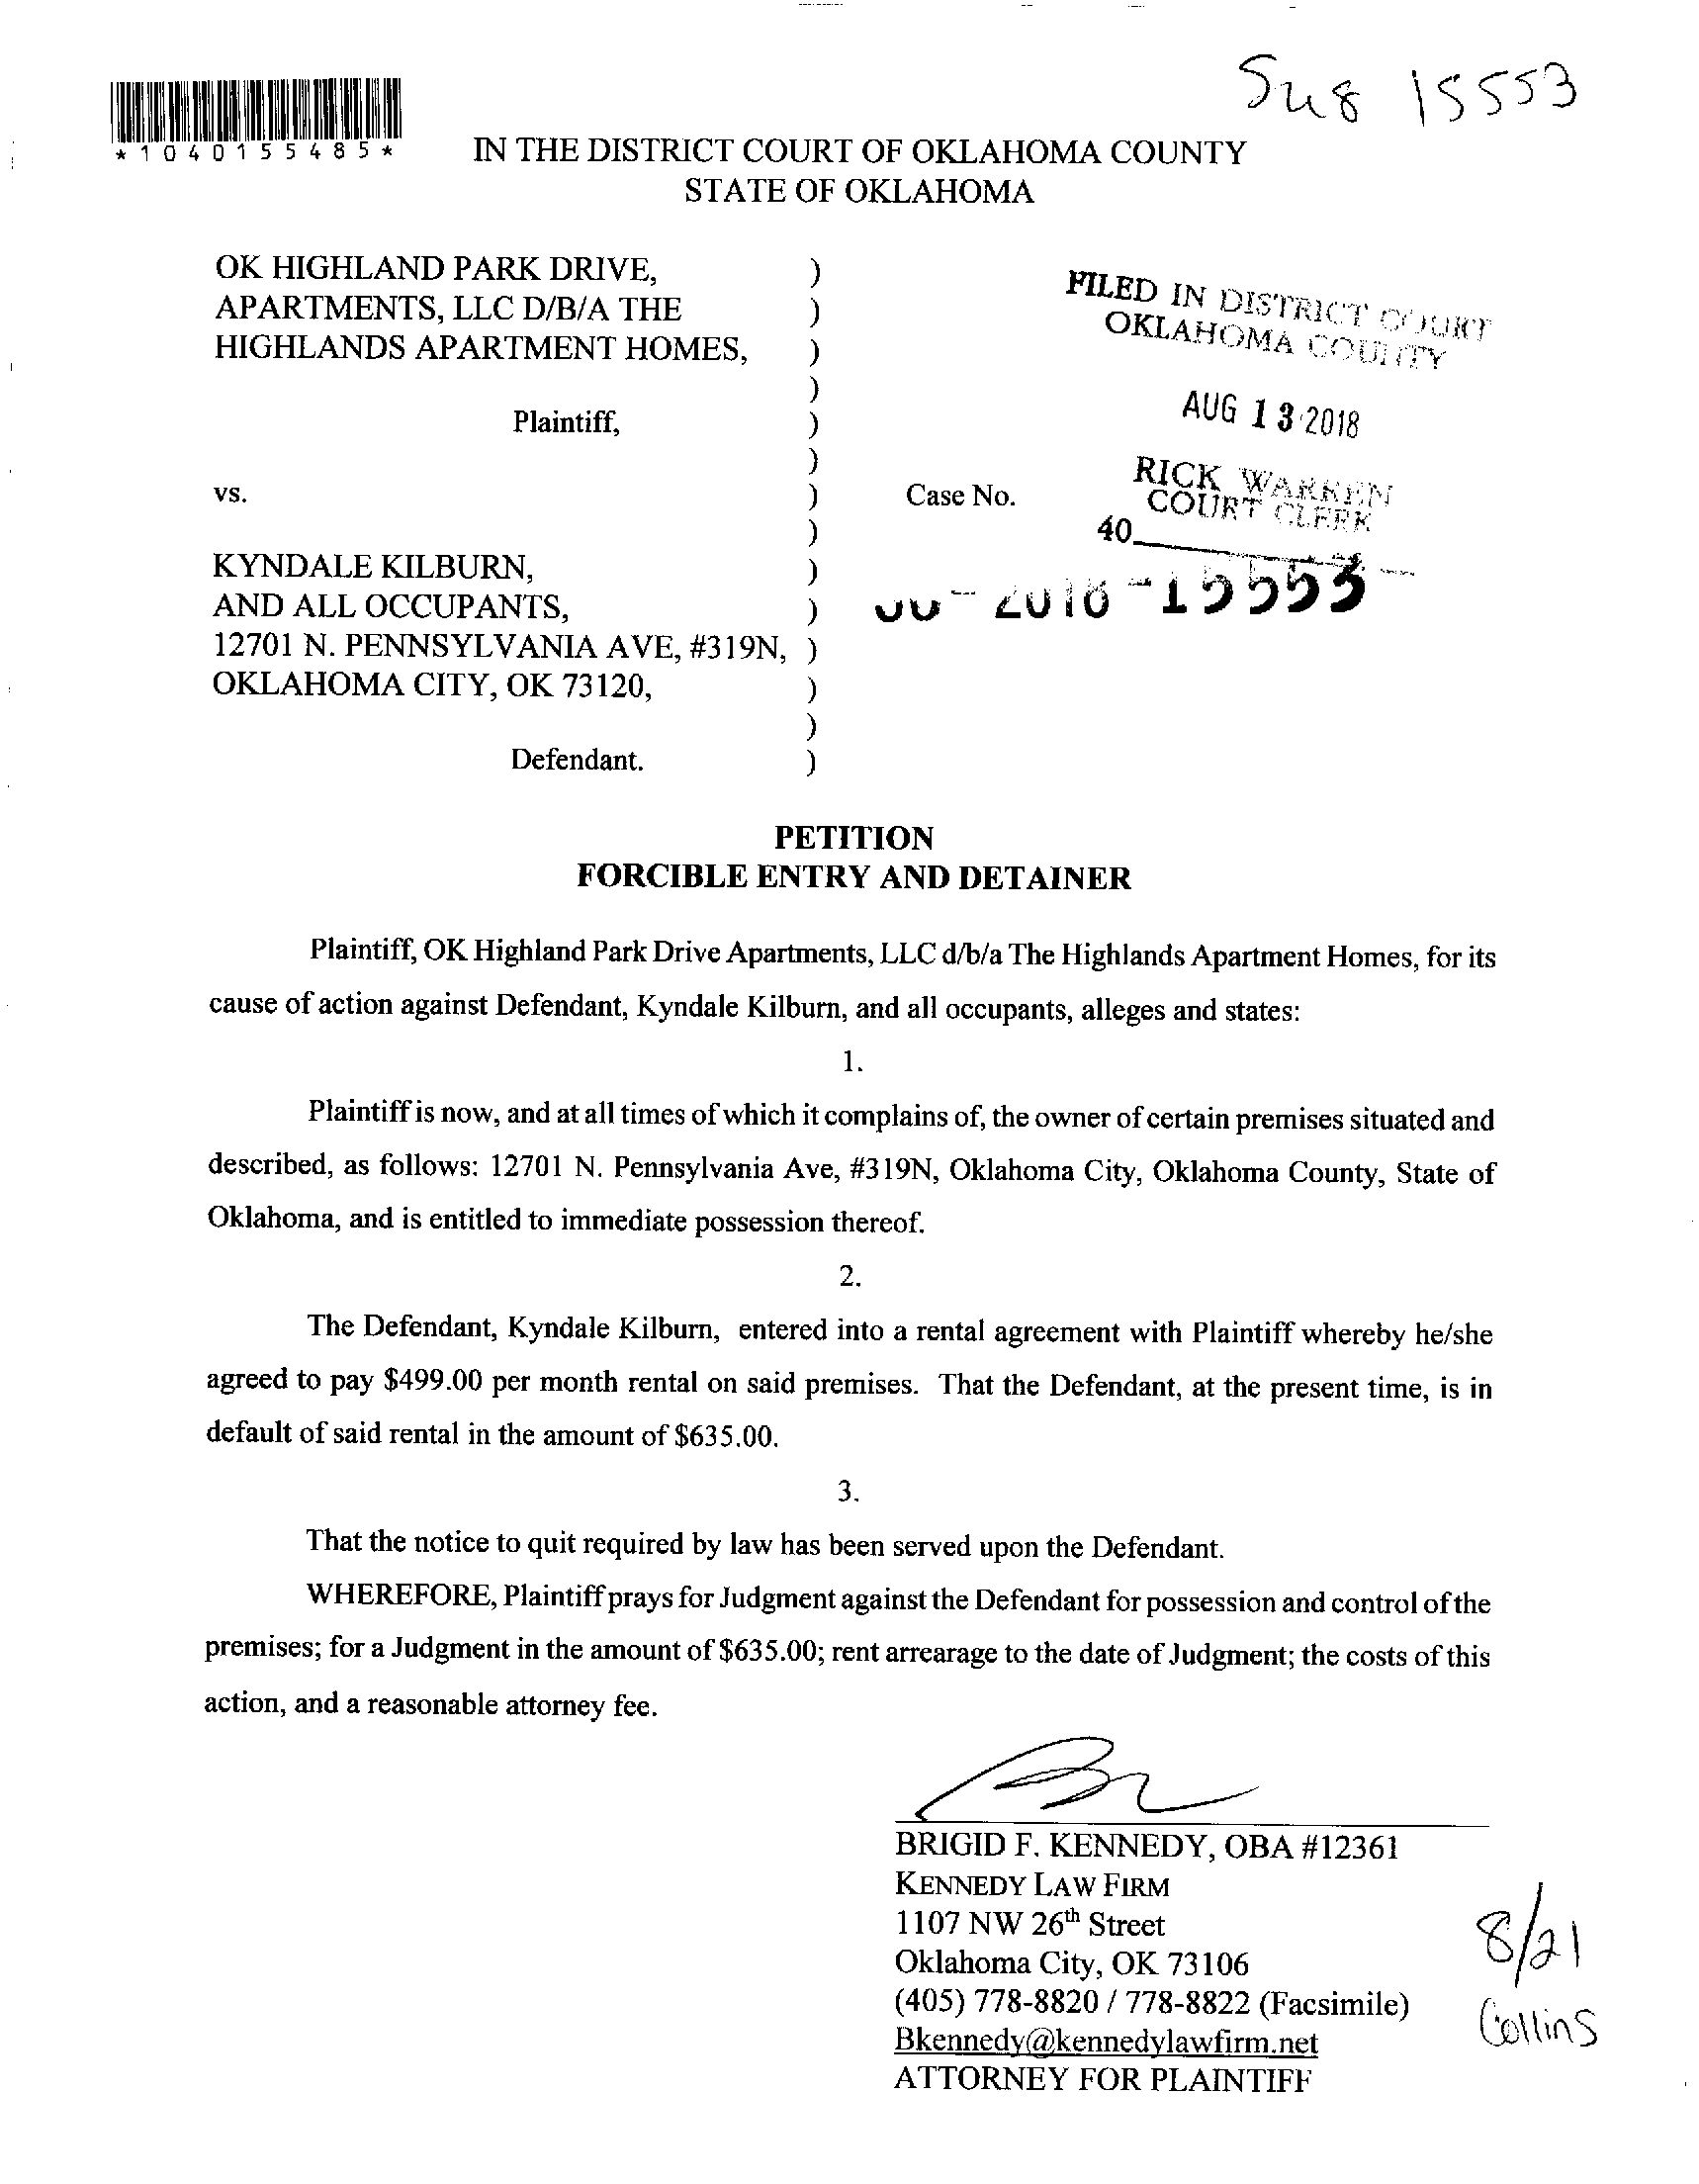 Su8 15553
*1040155485*
IN THE DISTRICT COURT OF OKLAHOMA COUNTY
STATE OF OKLAHOMA
OK HIGHLAND PARK DRIVE, )
APARTMENTS, LLC D/B/A THE )
HIGHLANDS APARTMENT HOMES, )
)
Plaintiff, )
)
vs. )
)
KYNDALE KILBURN, )
AND ALL OCCUPANTS, )
12701 N. PENNSYLVANIA AVE, #319N, )
OKLAHOMA CITY, OK 73120, )
)
Defendant. )
FILED IN DISTRICT COURT
OKLAHOMA COUNTY
AUG 13 2018
RICK WARREN
COURT CLERK
40
Case No.
-15553
PETITION
FORCIBLE ENTRY AND DETAINER
Plaintiff, OK Highland Park Drive Apartments, LLC d/b/a The Highlands Apartment Homes, for its
cause of action against Defendant, Kyndale Kilburn, and all occupants, alleges and states:
1.
Plaintiff is now, and at all times of which it complains of, the owner of certain premises situated and
described, as follows: 12701 N. Pennsylvania Ave, #319N, Oklahoma City, Oklahoma County, State of
Oklahoma, and is entitled to immediate possession thereof.
2.
The Defendant, Kyndale Kilburn, entered into a rental agreement with Plaintiff whereby he/she
agreed to pay $499.00 per month rental on said premises. That the Defendant, at the present time, is in
default of said rental in the amount of $635.00.
3.
That the notice to quit required by law has been served upon the Defendant.
WHEREFORE, Plaintiff prays for Judgment against the Defendant for possession and control of the
premises; for a Judgment in the amount of $635.00; rent arrearage to the date of Judgment; the costs of this
action, and a reasonable attorney fee.
BRIGID F. KENNEDY, OBA #12361
KENNEDY LAW FIRM
1107 NW 26th Street
Oklahoma City, OK 73106
(405) 778-8820 / 778-8822 (Facsimile)
Bkennedy@kennedylawfirm.net
ATTORNEY FOR PLAINTIFF
8/21
Collins